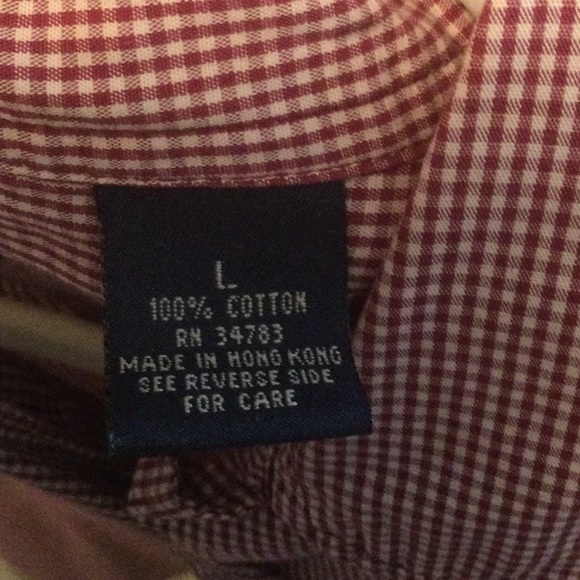 L
100% COTTON
RN 34783
MADE IN HONG KONG
SEE REVERSE SIDE
FOR CARE